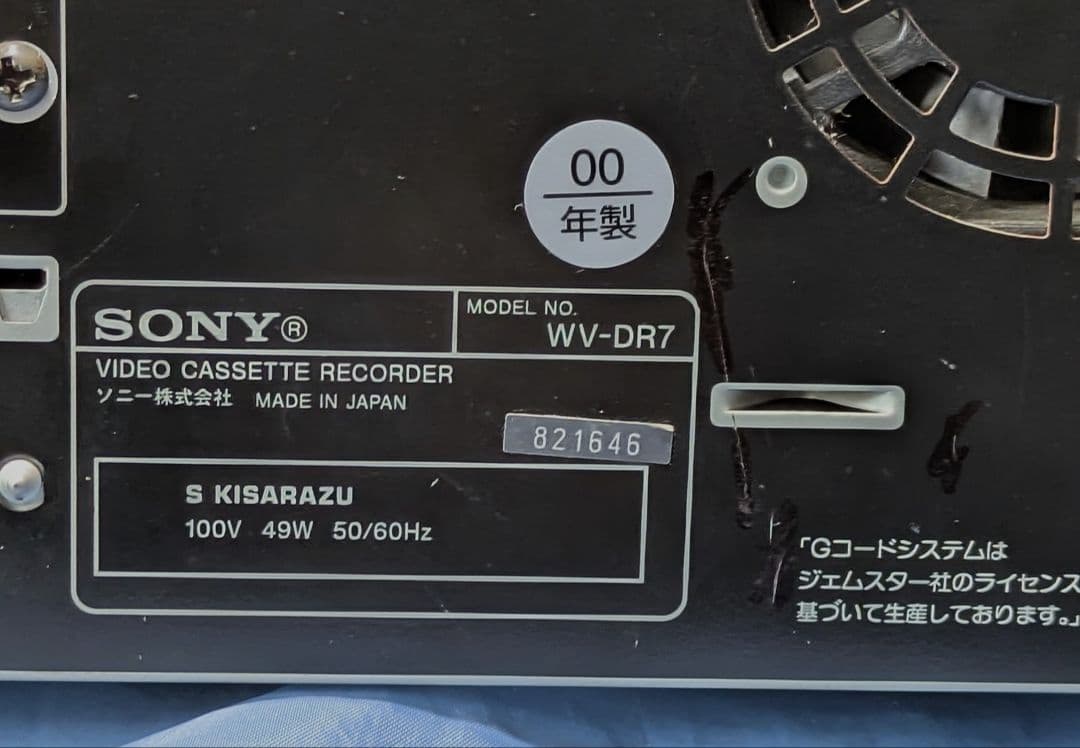 00
年製
SONY®
MODEL NO.
WV-DR7
VIDEO CASSETTE RECORDER
ソニー株式会社 MADE IN JAPAN
821646
S KISARAZU
100V 49W 50/60Hz
「Gコードシステムは
ジェムスター社のライセンス
基づいて生産しております。」